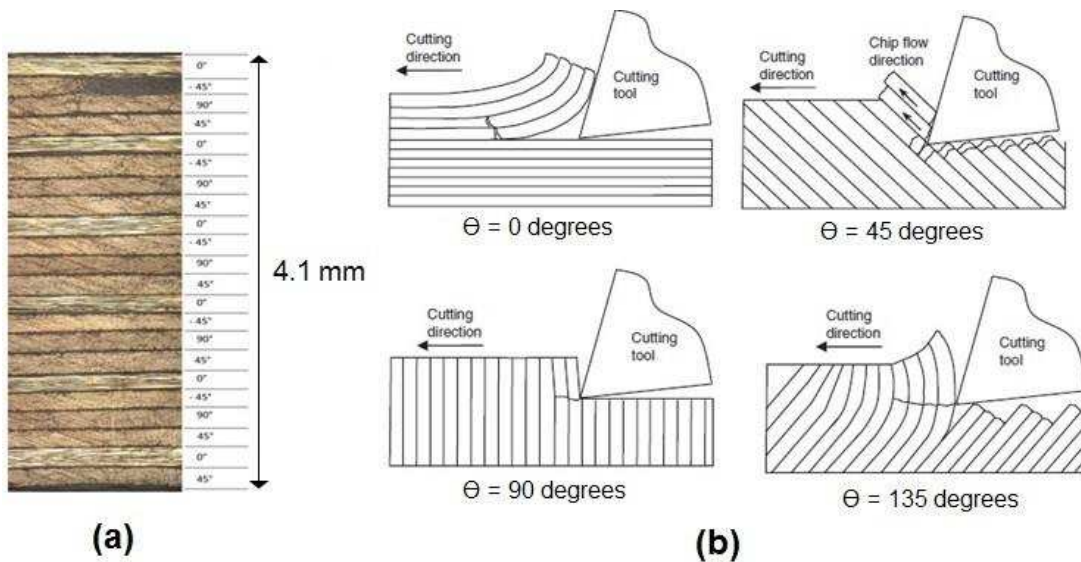 0°
- 45°
90°
45°
0°
- 45°
90°
45°
0°
- 45°
90°
45°
0°
- 45°
90°
45°
0°
- 45°
90°
45°
0°
45°
4.1 mm
(a)
Cutting
direction
Cutting
tool
Ɵ = 0 degrees
Cutting
direction
Chip flow
direction
Cutting
tool
Ɵ = 45 degrees
Cutting
direction
Cutting
tool
Ɵ = 90 degrees
Cutting
direction
Cutting
tool
Ɵ = 135 degrees
(b)